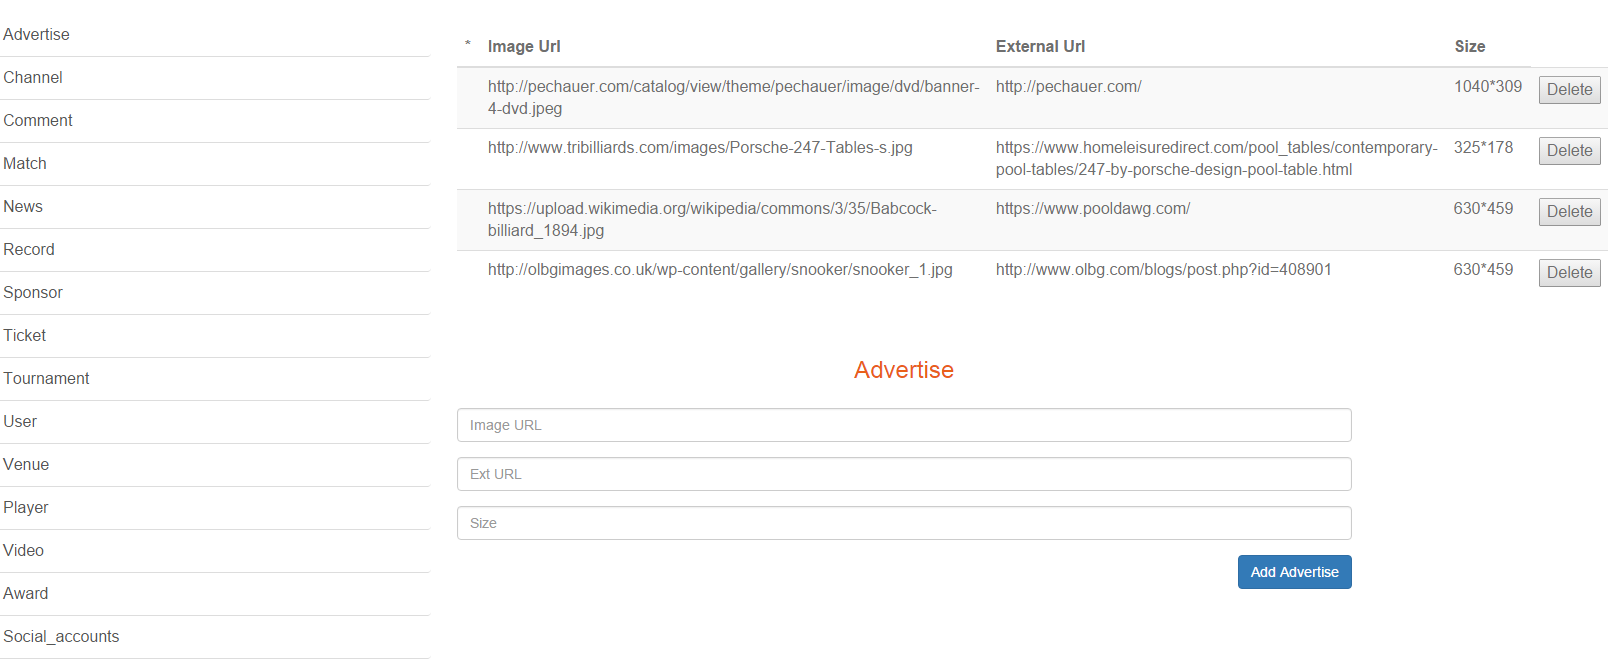 Advertise
Channel
Comment
Match
News
Record
Sponsor
Ticket
Tournament
User
Venue
Player
Video
Award
Social_accounts
* Image Url External Url Size
http://pechauer.com/catalog/view/theme/pechauer/image/dvd/banner- http://pechauer.com/ 1040*309 Delete
4-dvd.jpeg
http://www.tribilliards.com/images/Porsche-247-Tables-s.jpg https://www.homeleisuredirect.com/pool_tables/contemporary- 325*178 Delete
pool-tables/247-by-porsche-design-pool-table.html
https://upload.wikimedia.org/wikipedia/commons/3/35/Babcock- https://www.pooldawg.com/ 630*459 Delete
billiard_1894.jpg
http://olbgimages.co.uk/wp-content/gallery/snooker/snooker_1.jpg http://www.olbg.com/blogs/post.php?id=408901 630*459 Delete
Advertise
Image URL
Ext URL
Size
Add Advertise